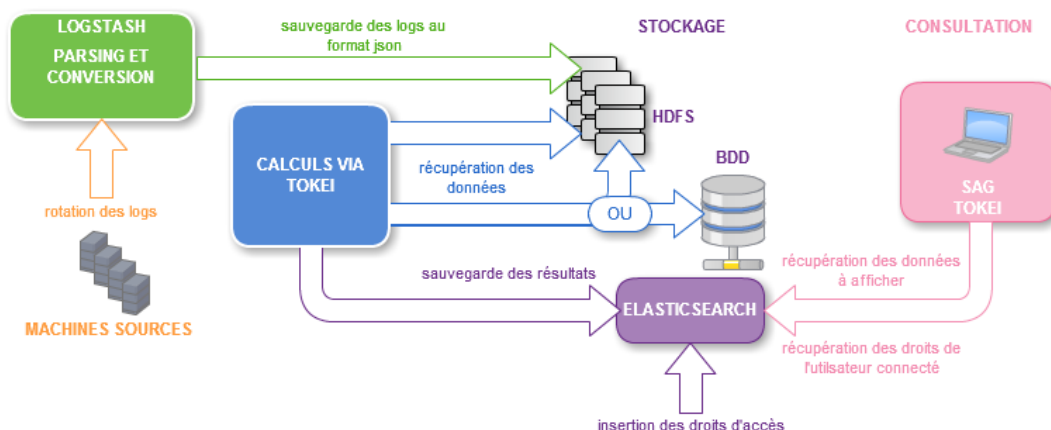 LOGSTASH
PARSING ET
CONVERSION
sauvegarde des logs au
format json
STOCKAGE
CONSULTATION
HDFS
CALCULS VIA
TOKEI
récupération des
données
OU
BDD
SAG
TOKEI
rotation des logs
MACHINES SOURCES
sauvegarde des résultats
ELASTICSEARCH
récupération des données
à afficher
récupération des droits de
l'utilsateur connecté
insertion des droits d'accès